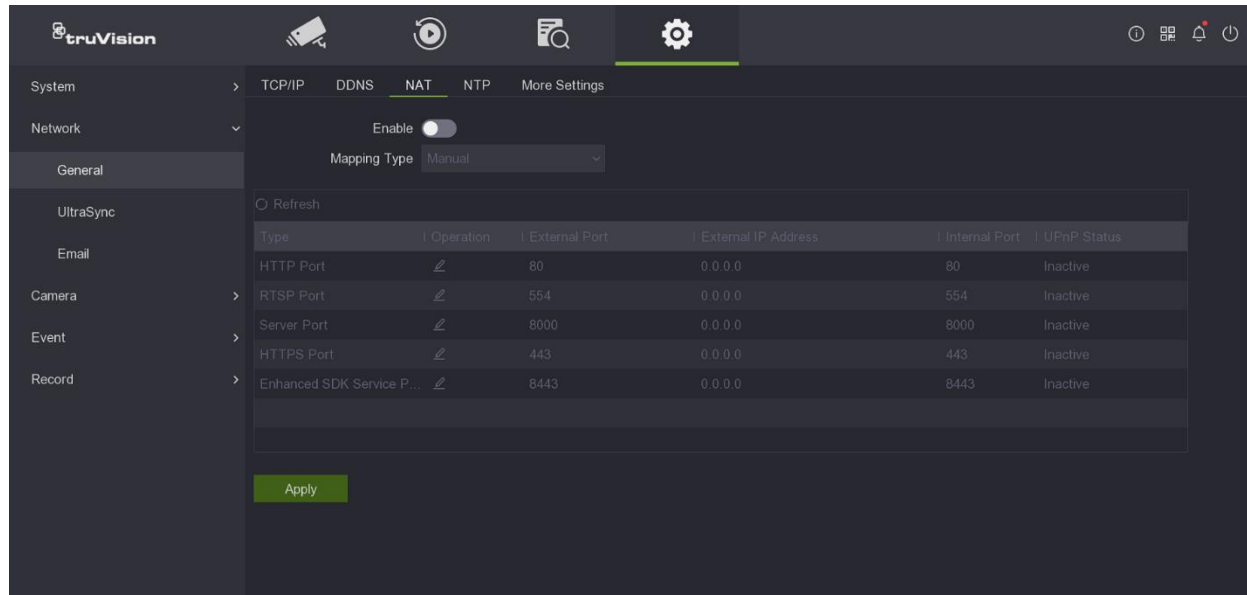 truVision
System
Network
General
UltraSync
Email
Camera
Event
Record
TCP/IP DDNS NAT NTP More Settings
Enable
Mapping Type Manual
Refresh
Type Operation External Port External IP Address Internal Port UPnP Status
HTTP Port 80 0.0.0.0 80 Inactive
RTSP Port 554 0.0.0.0 554 Inactive
Server Port 8000 0.0.0.0 8000 Inactive
HTTPS Port 443 0.0.0.0 443 Inactive
Enhanced SDK Service P... 8443 0.0.0.0 8443 Inactive
Apply